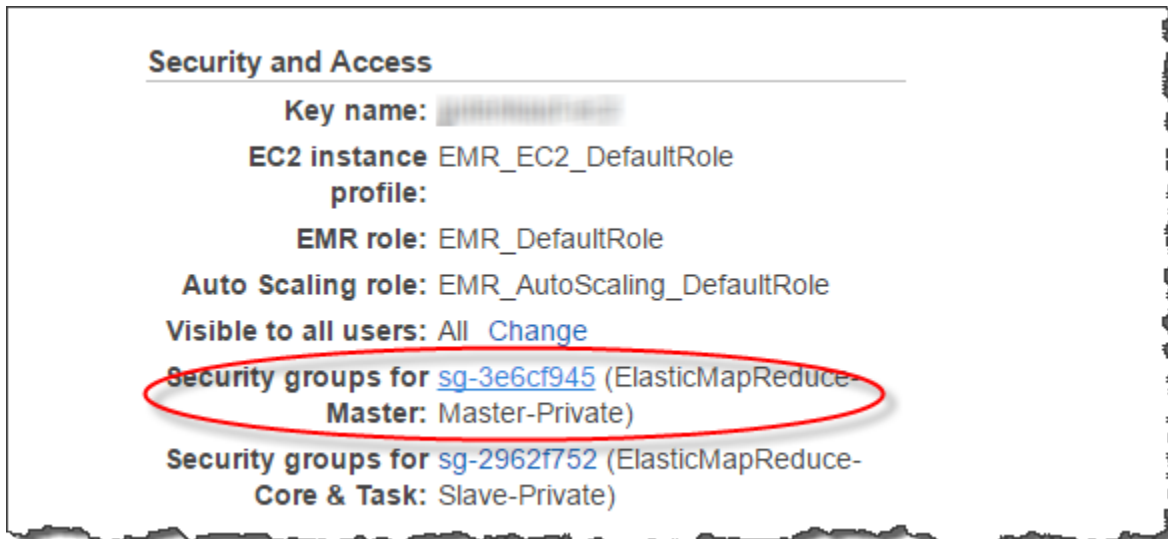 Security and Access
Key name:
EC2 instance EMR_EC2_DefaultRole
profile:
EMR role: EMR_DefaultRole
Auto Scaling role: EMR_AutoScaling_DefaultRole
Visible to all users: All Change
Security groups for sg-3e6cf945 (ElasticMapReduce-
Master: Master-Private)
Security groups for sg-2962f752 (ElasticMapReduce-
Core & Task: Slave-Private)